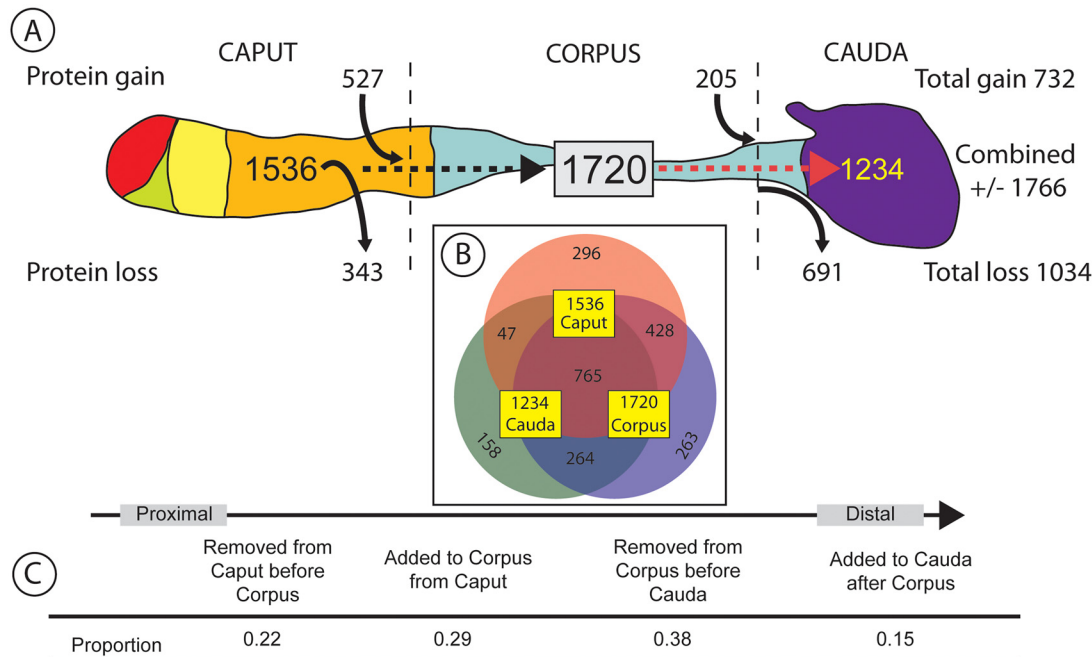 A
CAPUT
CORPUS
CAUDA
Protein gain
527
205
Total gain 732
1536
1720
1234
Combined
+/- 1766
Protein loss
343
691
Total loss 1034
B
296
1536
Caput
47
428
765
1234
Cauda
1720
Corpus
158
264
263
Proximal
Distal
C
Removed from
Caput before
Corpus
Added to Corpus
from Caput
Removed from
Corpus before
Cauda
Added to Cauda
after Corpus
Proportion
0.22
0.29
0.38
0.15